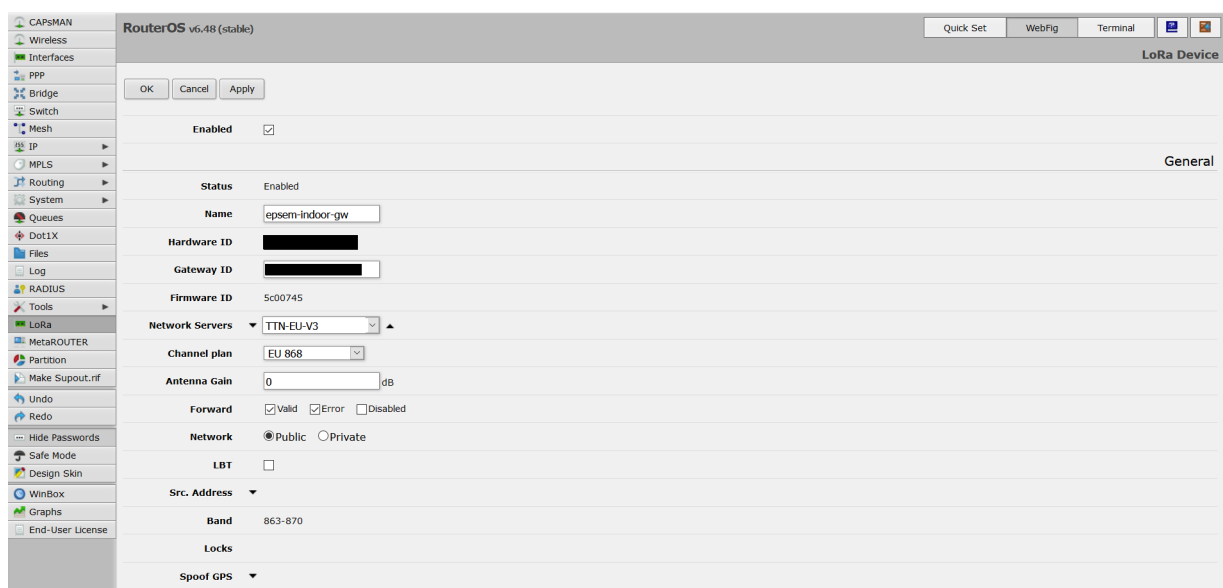 CAPsMAN
Wireless
Interfaces
PPP
Bridge
Switch
Mesh
IP
MPLS
Routing
System
Queues
Dot1X
Files
Log
RADIUS
Tools
LoRa
MetaROUTER
Partition
Make Supout.rif
Undo
Redo
Hide Passwords
Safe Mode
Design Skin
WinBox
Graphs
End-User License
RouterOS v6.48 (stable)
Quick Set WebFig Terminal
LoRa Device
OK Cancel Apply
Enabled
General
Status Enabled
Name epsem-indoor-gw
Hardware ID
Gateway ID
Firmware ID 5c00745
Network Servers TTN-EU-V3
Channel plan EU 868
Antenna Gain 0 dB
Forward Valid Error Disabled
Network Public Private
LBT
Src. Address
Band 863-870
Locks
Spoof GPS